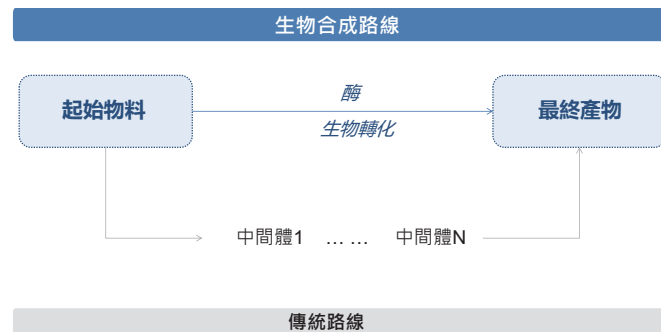 生物合成路線
起始物料
酶
生物轉化
最終產物
中間體1 … … 中間體N
傳統路線